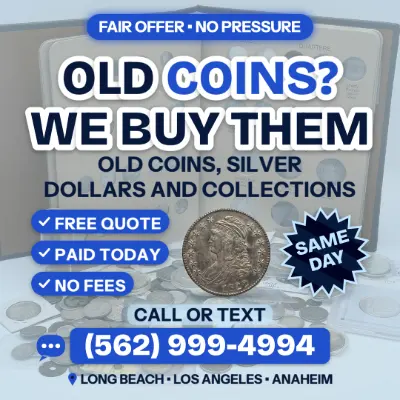 FAIR OFFER • NO PRESSURE
OLD COINS?
WE BUY THEM
OLD COINS, SILVER
DOLLARS AND COLLECTIONS
✓ FREE QUOTE
✓ PAID TODAY
✓ NO FEES
SAME
DAY
CALL OR TEXT
(562) 999-4994
LONG BEACH • LOS ANGELES • ANAHEIM